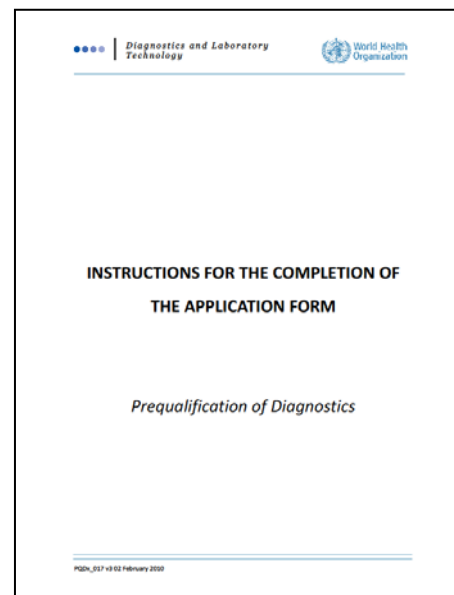 Diagnostics and Laboratory
Technology
World Health
Organization
INSTRUCTIONS FOR THE COMPLETION OF
THE APPLICATION FORM
Prequalification of Diagnostics
PQDx_017 v3 02 February 2010